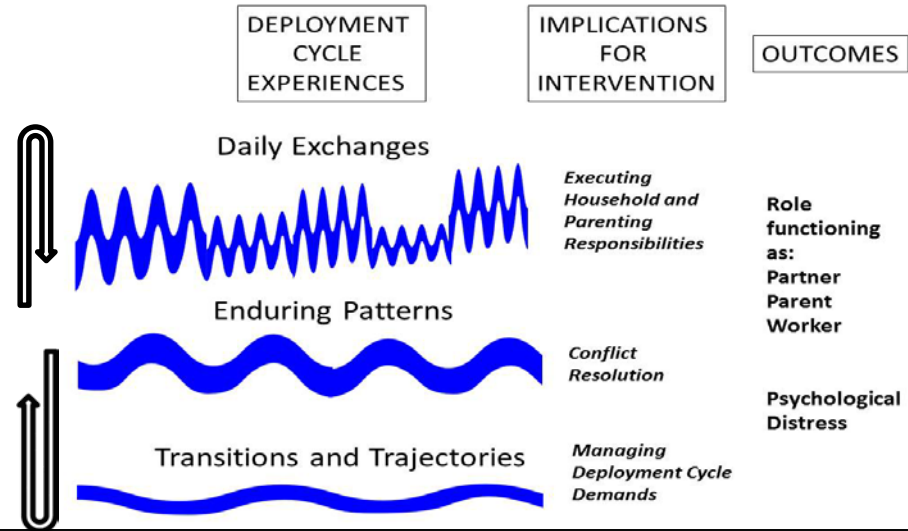 DEPLOYMENT
CYCLE
EXPERIENCES
IMPLICATIONS
FOR
INTERVENTION
OUTCOMES
Daily Exchanges
Executing
Household and
Parenting
Responsibilities
Role
functioning
as:
Partner
Parent
Worker
Enduring Patterns
Conflict
Resolution
Psychological
Distress
Transitions and Trajectories
Managing
Deployment Cycle
Demands